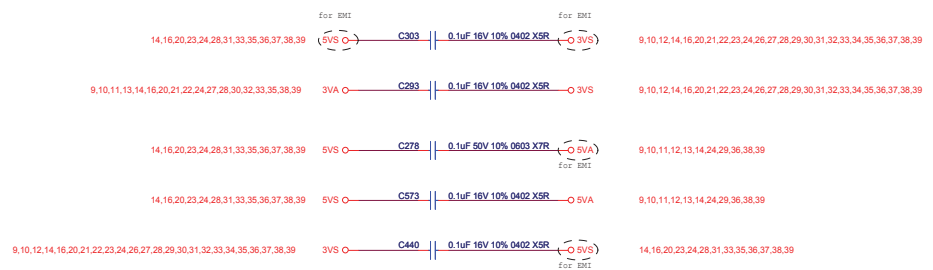 for EMI for EMI
14,16,20,23,24,28,31,33,35,36,37,38,39 5VS C303 0.1uF 16V 10% 0402 X5R 3VS 9,10,12,14,16,20,21,22,23,24,26,27,28,29,30,31,32,33,34,35,36,37,38,39
9,10,11,13,14,16,20,21,22,24,27,28,30,32,33,35,38,39 3VA C293 0.1uF 16V 10% 0402 X5R 3VS 9,10,12,14,16,20,21,22,23,24,26,27,28,29,30,31,32,33,34,35,36,37,38,39
14,16,20,23,24,28,31,33,35,36,37,38,39 5VS C278 0.1uF 50V 10% 0603 X7R 5VA 9,10,11,12,13,14,24,29,36,38,39
for EMI
14,16,20,23,24,28,31,33,35,36,37,38,39 5VS C573 0.1uF 16V 10% 0402 X5R 5VA 9,10,11,12,13,14,24,29,36,38,39
9,10,12,14,16,20,21,22,23,24,26,27,28,29,30,31,32,33,34,35,36,37,38,39 3VS C440 0.1uF 16V 10% 0402 X5R 5VS 14,16,20,23,24,28,31,33,35,36,37,38,39
for EMI